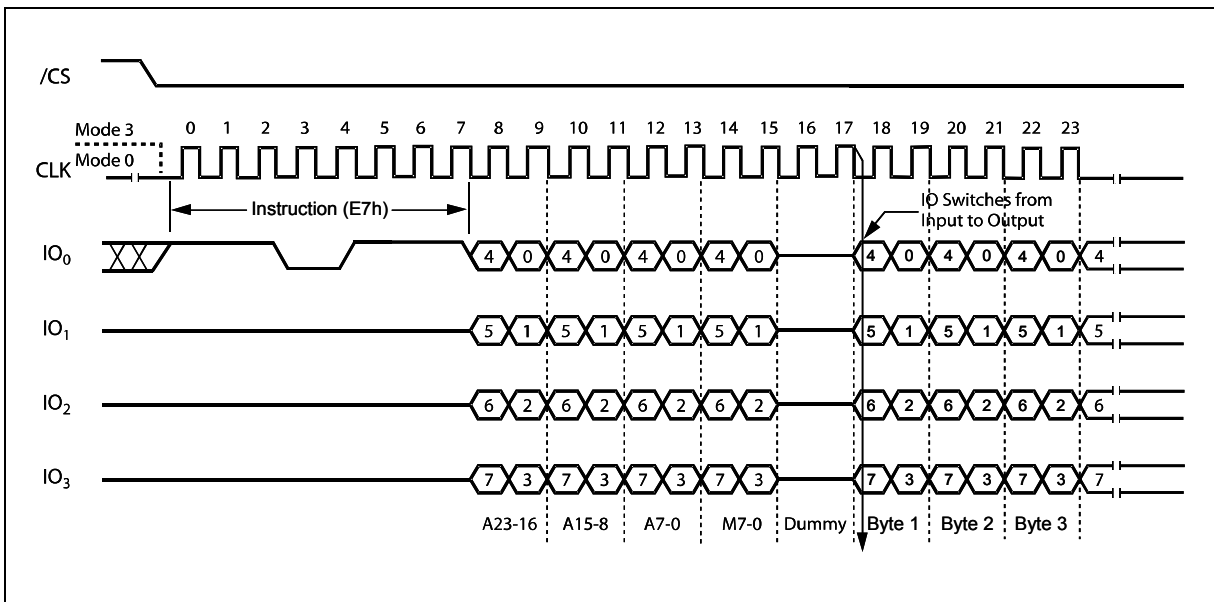 /CS
Mode 3
0 1 2 3 4 5 6 7 8 9 10 11 12 13 14 15 16 17 18 19 20 21 22 23
CLK
Mode 0
Instruction (E7h)
IO Switches from
Input to Output
IO0
4 0 4 0 4 0 4 0 4 0 4 0 4 0 4
IO1
5 1 5 1 5 1 5 1 5 1 5 1 5 1 5
IO2
6 2 6 2 6 2 6 2 6 2 6 2 6 2 6
IO3
7 3 7 3 7 3 7 3 7 3 7 3 7 3 7
A23-16 A15-8 A7-0 M7-0 Dummy Byte 1 Byte 2 Byte 3